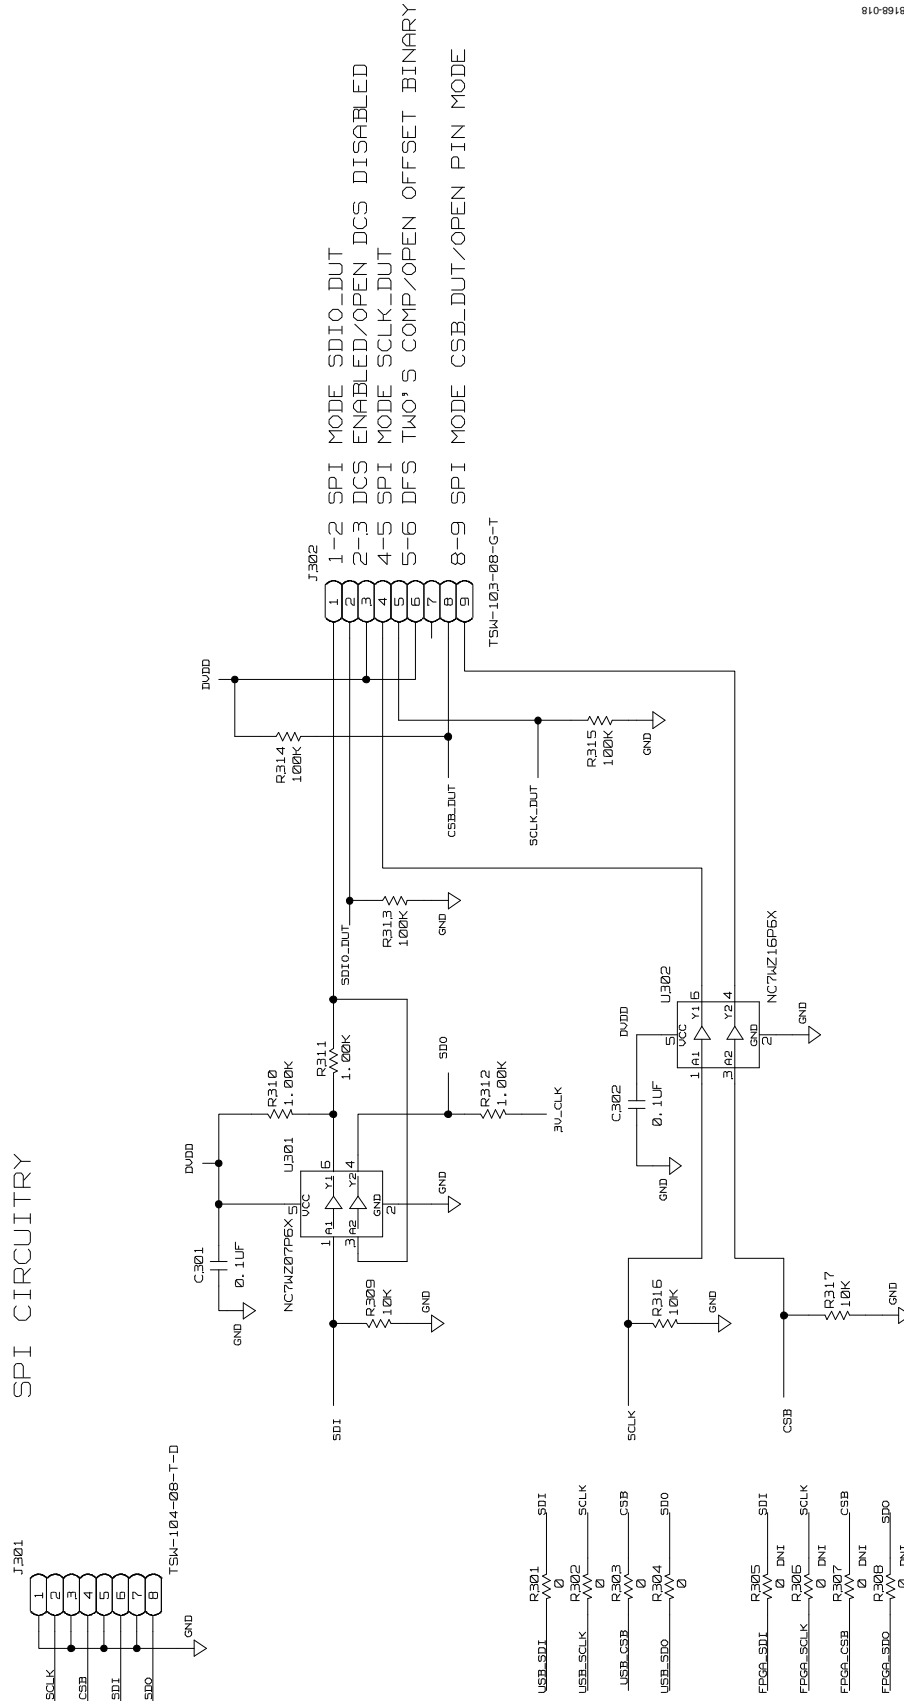 08168-018
SPI CIRCUITRY
J301
1
2
3
4
5
6
7
8
TSW-104-08-T-D
SCLK
CSB
SDI
SDO
GND
J302
1
2
3
4
5
6
7
8
9
TSW-103-08-G-T
1-2 SPI MODE SDIO_DUT
2-3 DCS ENABLED/OPEN DCS DISABLED
4-5 SPI MODE SCLK_DUT
5-6 DFS TWO'S COMP/OPEN OFFSET BINARY
8-9 SPI MODE CSB_DUT/OPEN PIN MODE
DVDD
R314
100K
CSB_DUT
SCLK_DUT
R315
100K
GND
SDIO_DUT
R313
100K
GND
DVDD
C301
0.1UF
GND
R310
1.00K
R311
1.00K
U301
NC7WZ07P6X
5
VCC
1
A1
Y1
6
3
A2
Y2
4
GND
2
GND
SDO
R312
1.00K
3V_CLK
SDI
R309
10K
GND
DVDD
C302
0.1UF
GND
U302
NC7WZ16P6X
5
VCC
1
A1
Y1
6
3
A2
Y2
4
GND
2
GND
SCLK
R316
10K
GND
CSB
R317
10K
GND
USB_SDI
R301
0
SDI
USB_SCLK
R302
0
SCLK
USB_CSB
R303
0
CSB
USB_SDO
R304
0
SDO
FPGA_SDI
R305
0 DNI
SDI
FPGA_SCLK
R306
0 DNI
SCLK
FPGA_CSB
R307
0 DNI
CSB
FPGA_SDO
R308
0 DNI
SDO